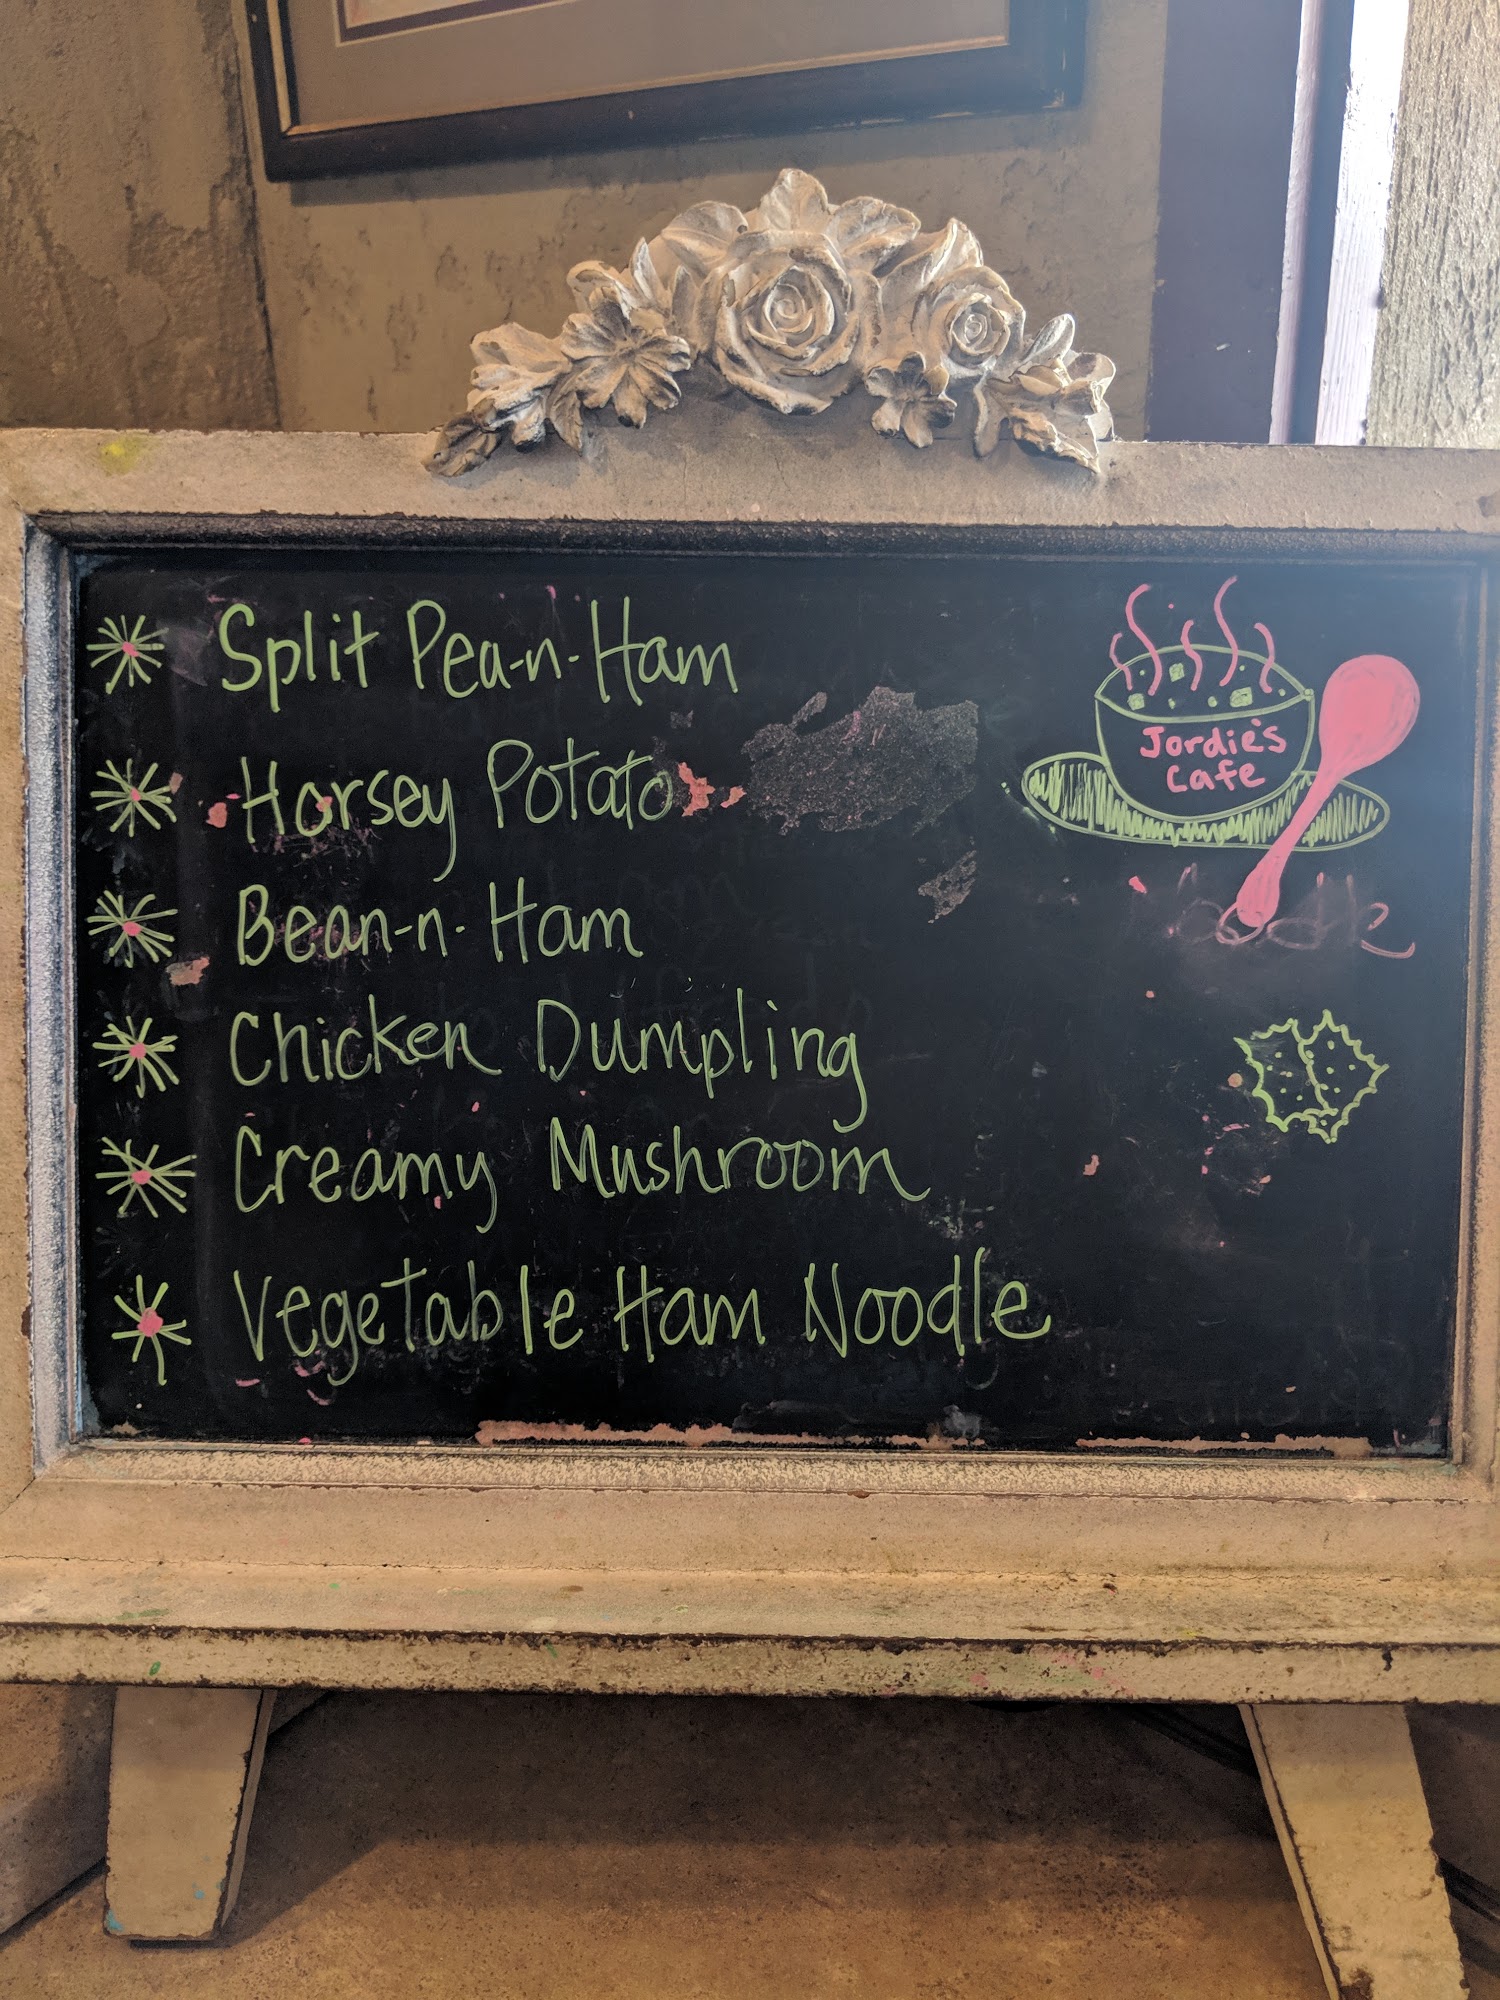 Split Pea-n-Ham
Horsey Potato
Bean-n-Ham
Chicken Dumpling
Creamy Mushroom
Vegetable Ham Noodle
Jordie's
Cafe